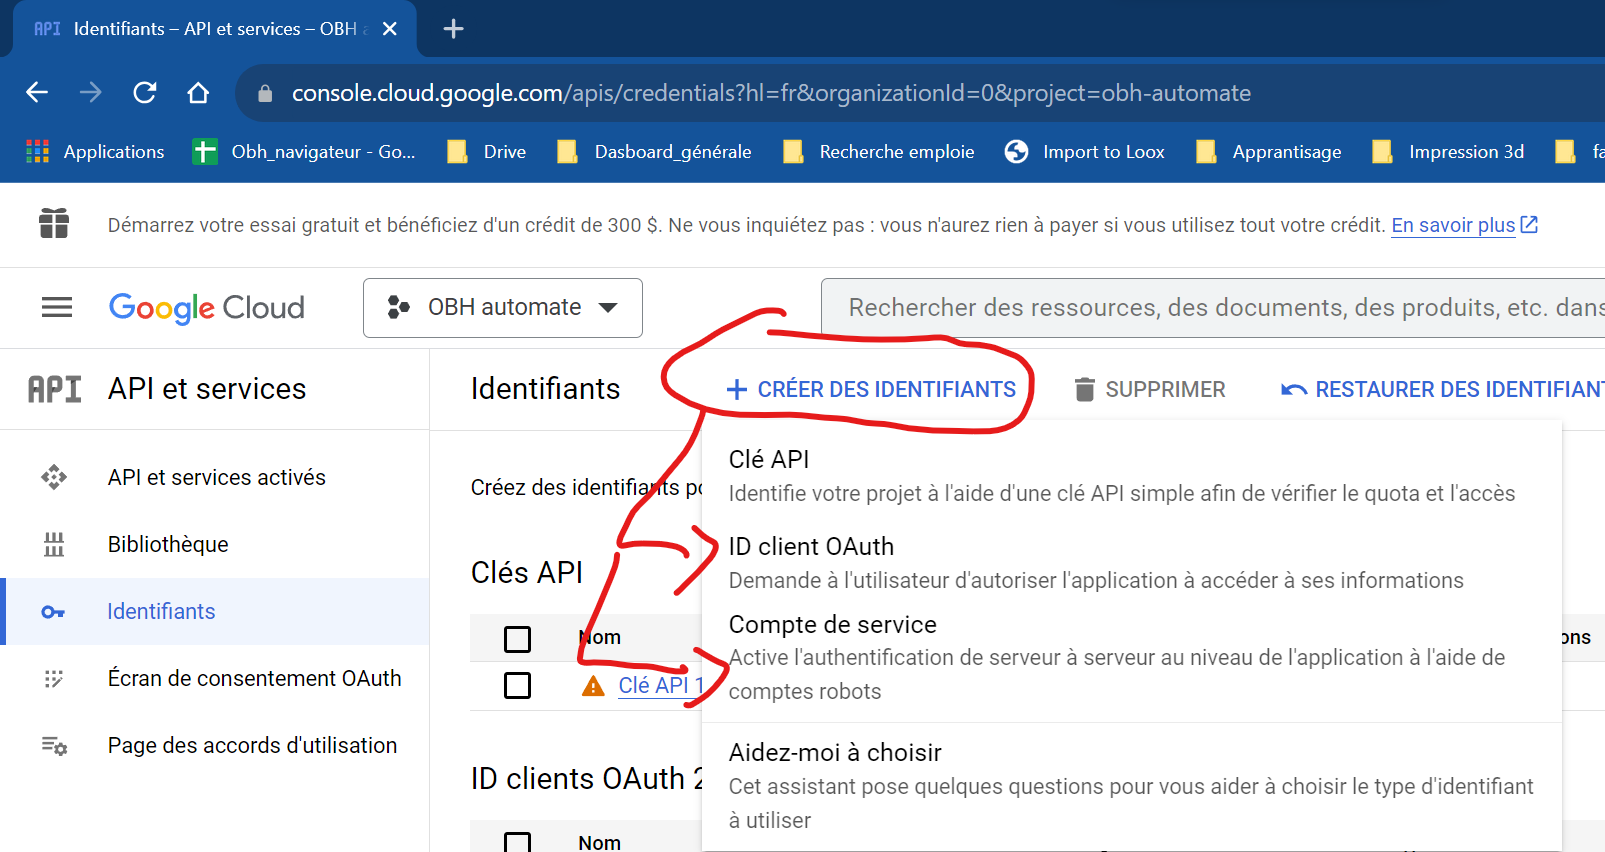 API Identifiants – API et services – OBH a
console.cloud.google.com/apis/credentials?hl=fr&organizationId=0&project=obh-automate
Applications Obh_navigateur - Go... Drive Dasboard_générale Recherche emploie Import to Loox Apprantisage Impression 3d fa
Démarrez votre essai gratuit et bénéficiez d'un crédit de 300 $. Ne vous inquiétez pas : vous n'aurez rien à payer si vous utilisez tout votre crédit. En savoir plus
Google Cloud OBH automate Rechercher des ressources, des documents, des produits, etc. dans
API API et services Identifiants + CRÉER DES IDENTIFIANTS SUPPRIMER RESTAURER DES IDENTIFIANT
API et services activés
Bibliothèque
Identifiants
Écran de consentement OAuth
Page des accords d'utilisation
Créez des identifiants po
Clés API
Nom
Clé API 1
ID clients OAuth 2
Nom
Clé API
Identifie votre projet à l'aide d'une clé API simple afin de vérifier le quota et l'accès
ID client OAuth
Demande à l'utilisateur d'autoriser l'application à accéder à ses informations
Compte de service
Active l'authentification de serveur à serveur au niveau de l'application à l'aide de
comptes robots
Aidez-moi à choisir
Cet assistant pose quelques questions pour vous aider à choisir le type d'identifiant
à utiliser
ons